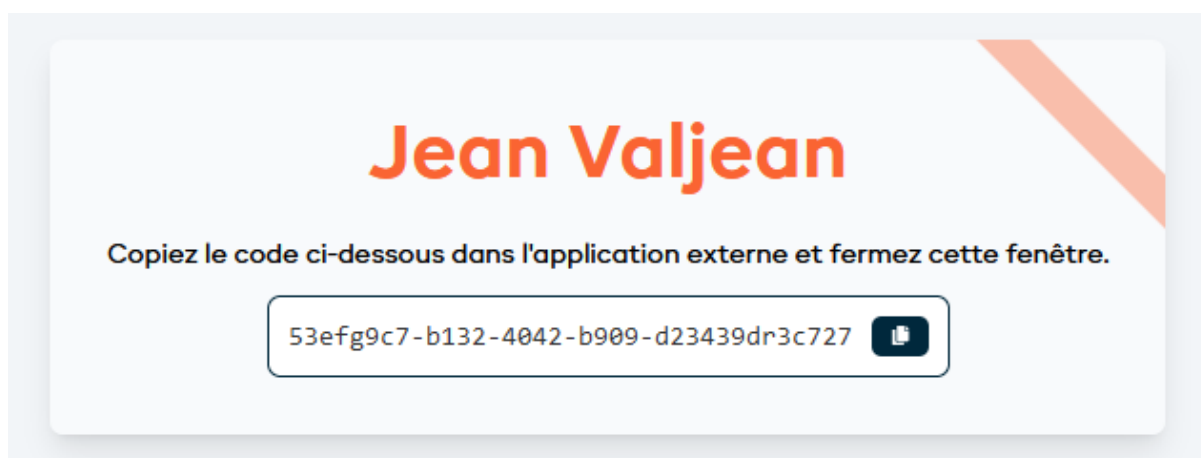 Jean Valjean
Copiez le code ci-dessous dans l'application externe et fermez cette fenêtre.
53efg9c7-b132-4042-b909-d23439dr3c727